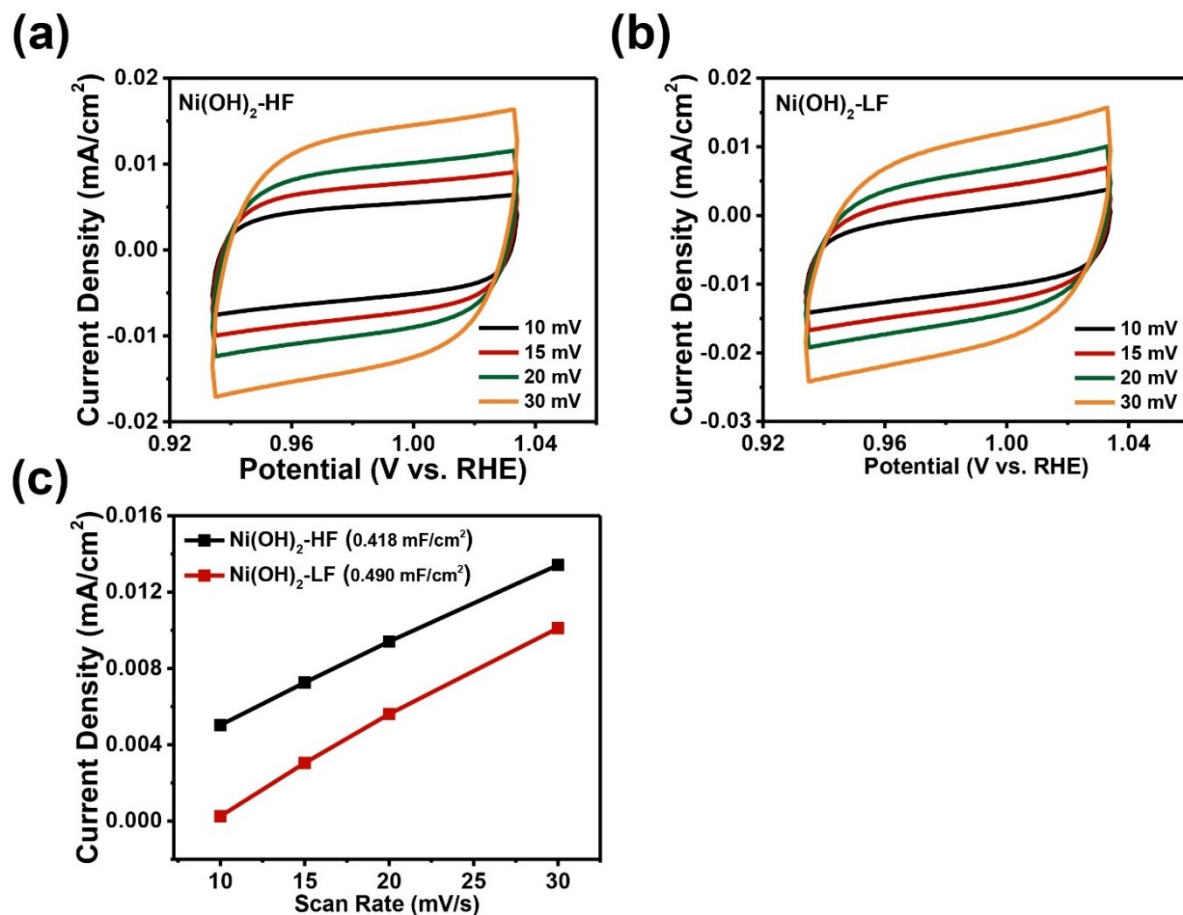 (a)
Current Density (mA/cm²)
0.02
0.01
0.00
-0.01
-0.02
Ni(OH)₂-HF
10 mV
15 mV
20 mV
30 mV
0.92
0.96
1.00
1.04
Potential (V vs. RHE)
(b)
Current Density (mA/cm²)
0.02
0.01
0.00
-0.01
-0.02
-0.03
Ni(OH)₂-LF
10 mV
15 mV
20 mV
30 mV
0.92
0.96
1.00
1.04
Potential (V vs. RHE)
(c)
Current Density (mA/cm²)
0.016
0.012
0.008
0.004
0.000
Ni(OH)₂-HF (0.418 mF/cm²)
Ni(OH)₂-LF (0.490 mF/cm²)
10
15
20
25
30
Scan Rate (mV/s)